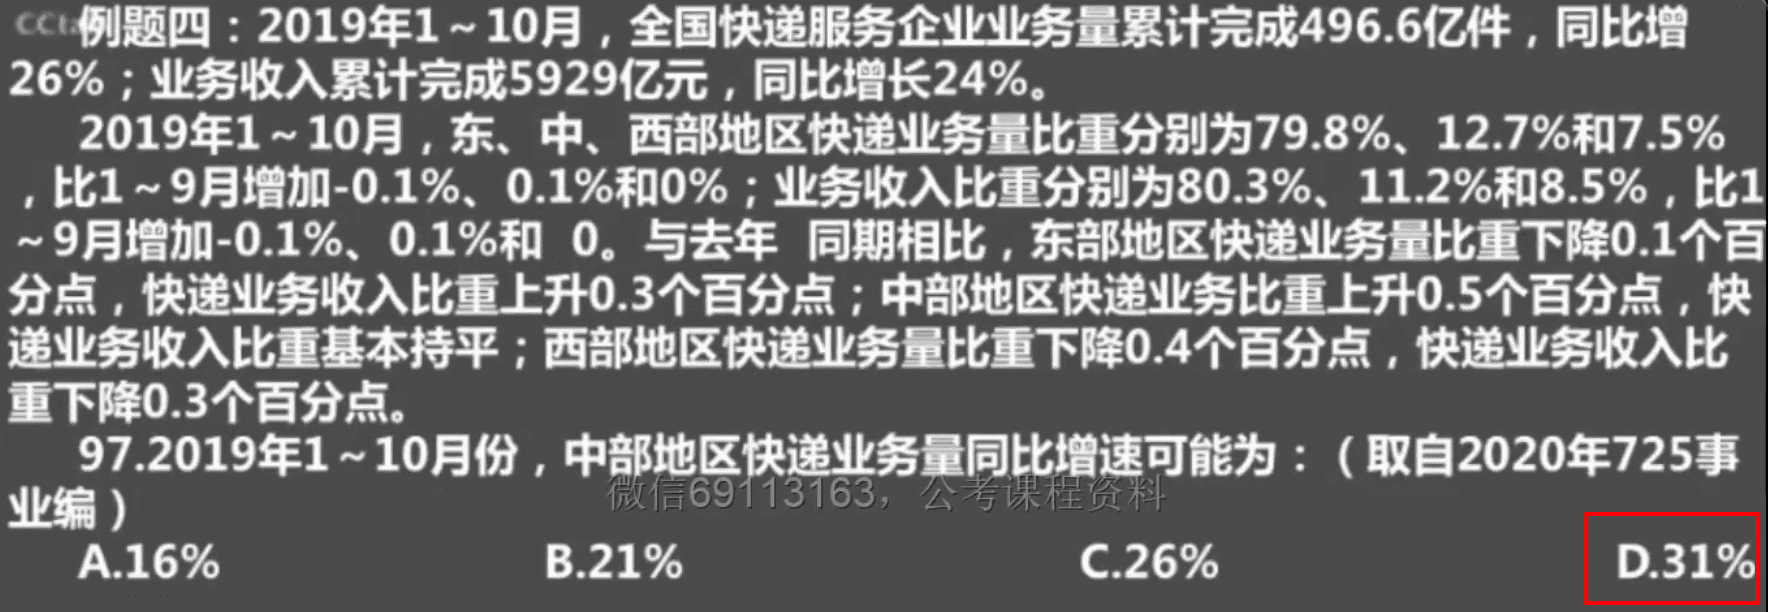 例题四：2019年1～10月，全国快递服务企业业务量累计完成496.6亿件，同比增
26%；业务收入累计完成5929亿元，同比增长24%。
2019年1～10月，东、中、西部地区快递业务量比重分别为79.8%、12.7%和7.5%
，比1～9月增加-0.1%、0.1%和0%；业务收入比重分别为80.3%、11.2%和8.5%，比1
～9月增加-0.1%、0.1%和 0。与去年 同期相比，东部地区快递业务量比重下降0.1个百
分点，快递业务收入比重上升0.3个百分点；中部地区快递业务比重上升0.5个百分点，快
递业务收入比重基本持平；西部地区快递业务量比重下降0.4个百分点，快递业务收入比
重下降0.3个百分点。
97.2019年1～10月份，中部地区快递业务量同比增速可能为：（取自2020年725事
业编）
微信69113163，公考课程资料
A.16% B.21% C.26% D.31%